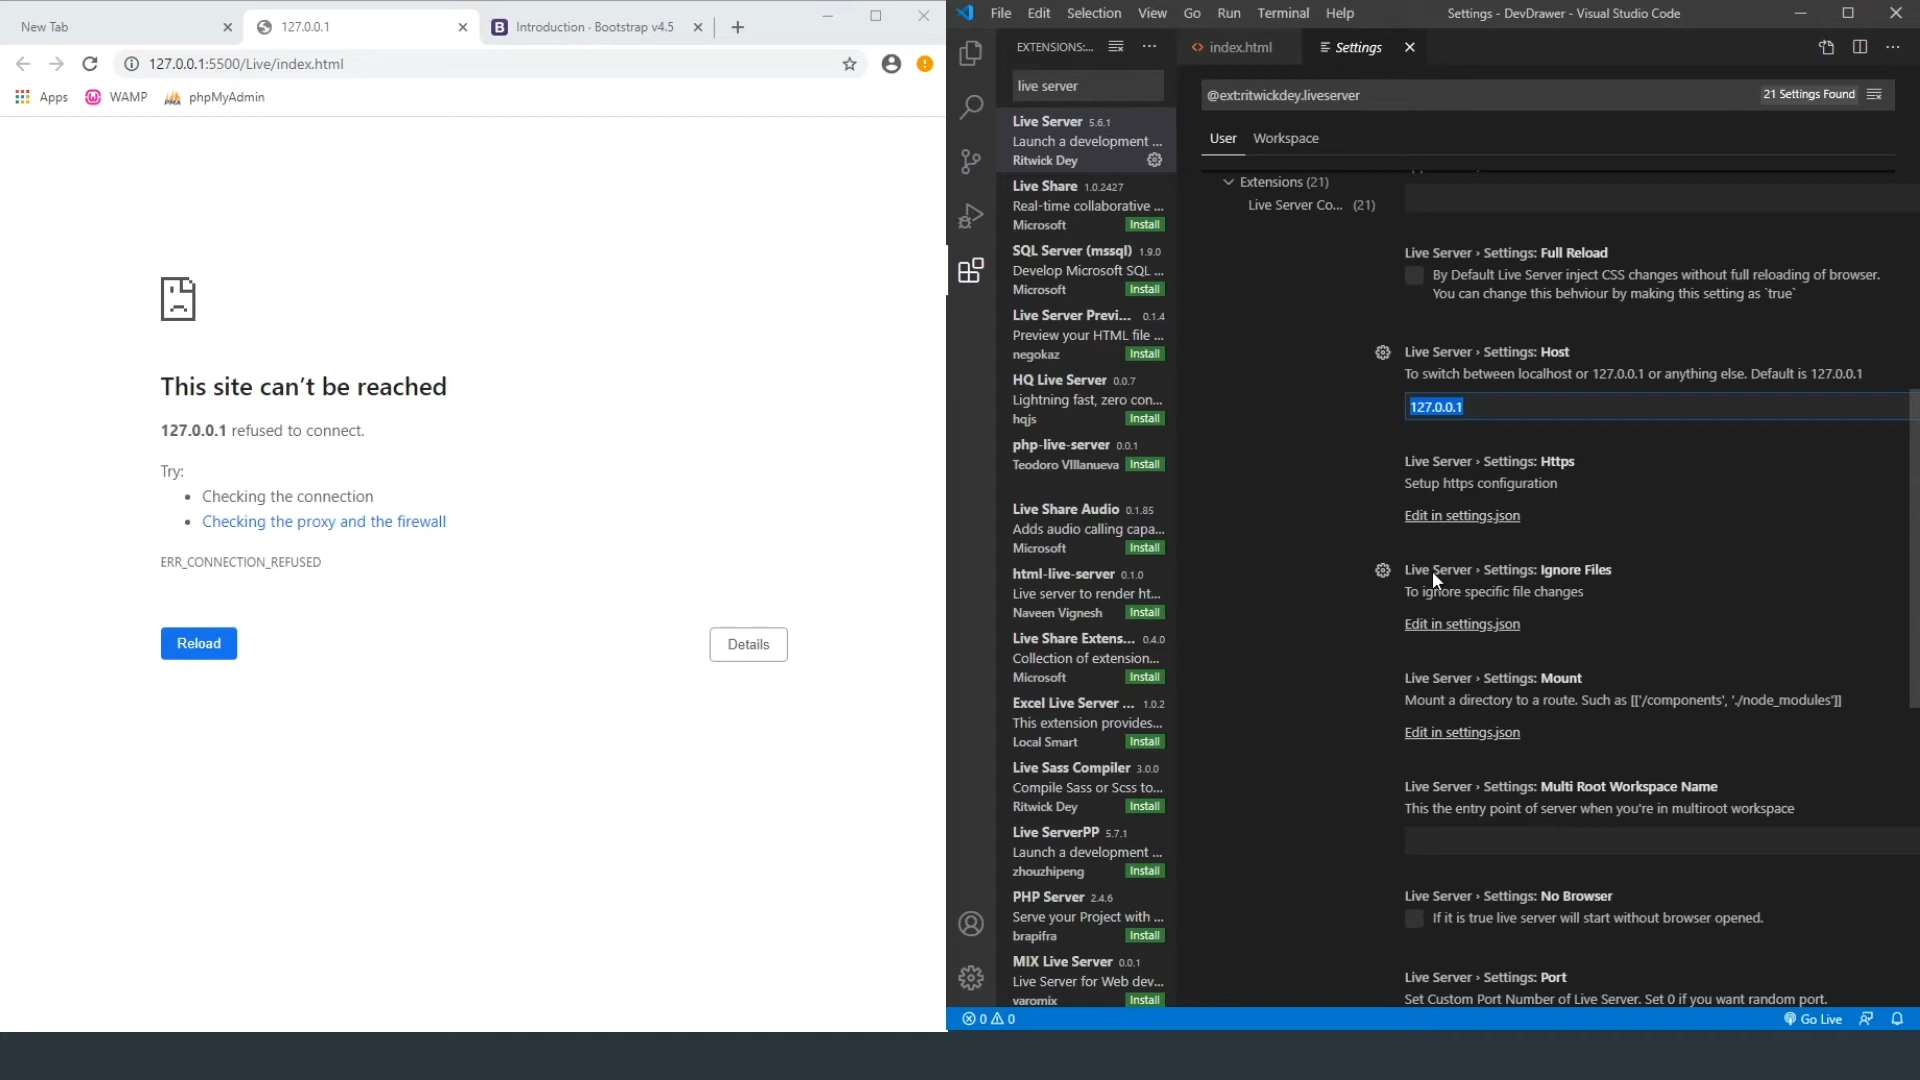 New Tab
127.0.0.1
Introduction · Bootstrap v4.5
127.0.0.1:5500/Live/index.html
Apps
WAMP
phpMyAdmin
This site can't be reached
127.0.0.1 refused to connect.
Try:
Checking the connection
Checking the proxy and the firewall
ERR_CONNECTION_REFUSED
Reload
Details
File Edit Selection View Go Run Terminal Help
Settings - DevDrawer - Visual Studio Code
EXTENSIONS:...
live server
Live Server 5.6.1
Launch a development ...
Ritwick Dey
Live Share 1.0.2427
Real-time collaborative ...
Microsoft Install
SQL Server (mssql) 1.9.0
Develop Microsoft SQL ...
Microsoft Install
Live Server Previ... 0.1.4
Preview your HTML file ...
negokaz Install
HQ Live Server 0.0.7
Lightning fast, zero con...
hqjs Install
php-live-server 0.0.1
Teodoro VIllanueva Install
Live Share Audio 0.1.85
Adds audio calling capa...
Microsoft Install
html-live-server 0.1.0
Live server to render ht...
Naveen Vignesh Install
Live Share Extens... 0.4.0
Collection of extension...
Microsoft Install
Excel Live Server ... 1.0.2
This extension provides...
Local Smart Install
Live Sass Compiler 3.0.0
Compile Sass or Scss to...
Ritwick Dey Install
Live ServerPP 5.7.1
Launch a development ...
zhouzhipeng Install
PHP Server 2.4.6
Serve your Project with ...
brapifra Install
MIX Live Server 0.0.1
Live Server for Web dev...
varomix Install
index.html
Settings
@ext:ritwickdey.liveserver
21 Settings Found
User Workspace
Extensions (21)
Live Server Co... (21)
Live Server › Settings: Full Reload
By Default Live Server inject CSS changes without full reloading of browser.
You can change this behviour by making this setting as `true`
Live Server › Settings: Host
To switch between localhost or 127.0.0.1 or anything else. Default is 127.0.0.1
127.0.0.1
Live Server › Settings: Https
Setup https configuration
Edit in settings.json
Live Server › Settings: Ignore Files
To ignore specific file changes
Edit in settings.json
Live Server › Settings: Mount
Mount a directory to a route. Such as [['/components', './node_modules']]
Edit in settings.json
Live Server › Settings: Multi Root Workspace Name
This the entry point of server when you're in multiroot workspace
Live Server › Settings: No Browser
If it is true live server will start without browser opened.
Live Server › Settings: Port
Set Custom Port Number of Live Server. Set 0 if you want random port.
0 0
Go Live